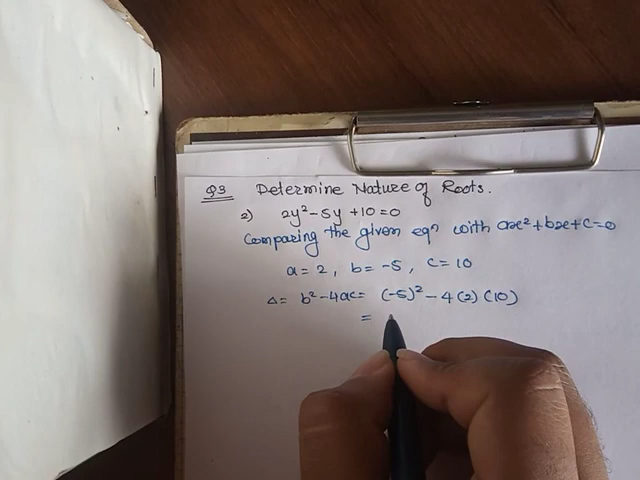 Q3 Determine Nature of Roots.
2) 2y² - 5y + 10 = 0
Comparing the given eqn with ax² + bx + c = 0
a = 2, b = -5, c = 10
Δ = b² - 4ac = (-5)² - 4(2)(10)
=